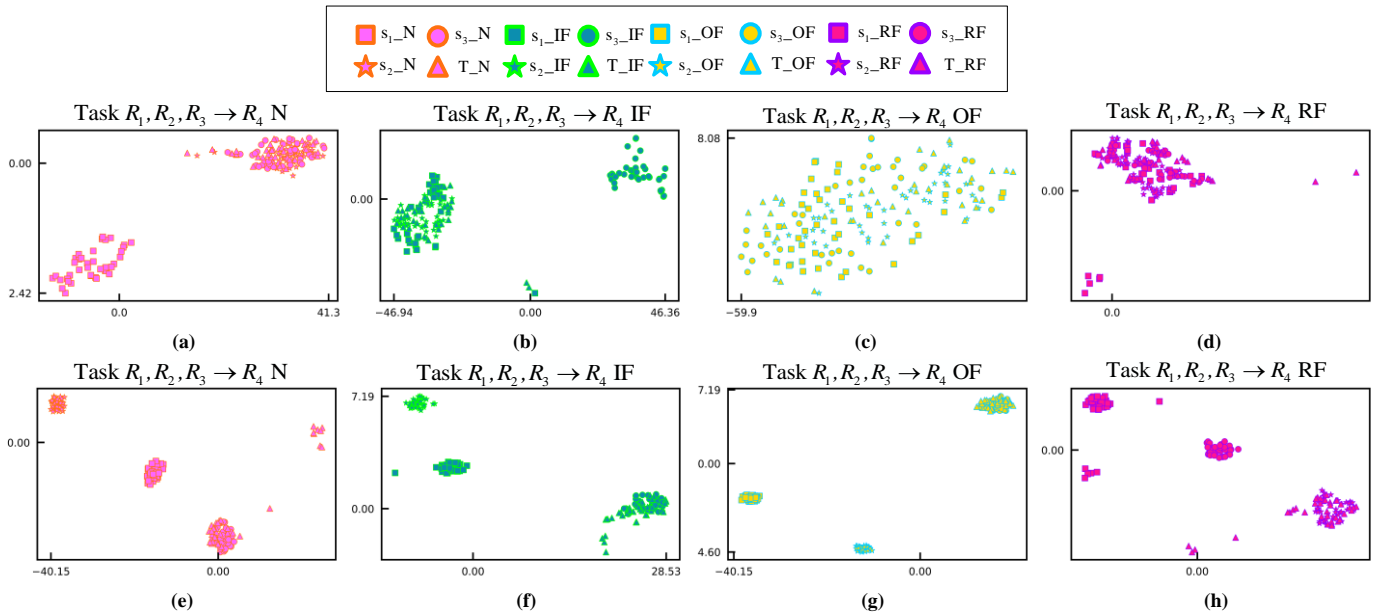 s₁_N s₃_N s₁_IF s₃_IF s₁_OF s₃_OF s₁_RF s₃_RF
s₂_N T_N s₂_IF T_IF s₂_OF T_OF s₂_RF T_RF
Task R₁, R₂, R₃ → R₄ N
Task R₁, R₂, R₃ → R₄ IF
Task R₁, R₂, R₃ → R₄ OF
Task R₁, R₂, R₃ → R₄ RF
0.00
2.42
0.0 41.3
0.00
−46.94 0.00 46.36
8.08
−59.9
0.00
0.0
(a) (b) (c) (d)
Task R₁, R₂, R₃ → R₄ N
Task R₁, R₂, R₃ → R₄ IF
Task R₁, R₂, R₃ → R₄ OF
Task R₁, R₂, R₃ → R₄ RF
0.00
−40.15 0.00
7.19
0.00
0.00 28.53
7.19
0.00
4.60
−40.15 0.00
0.00
0.00
(e) (f) (g) (h)